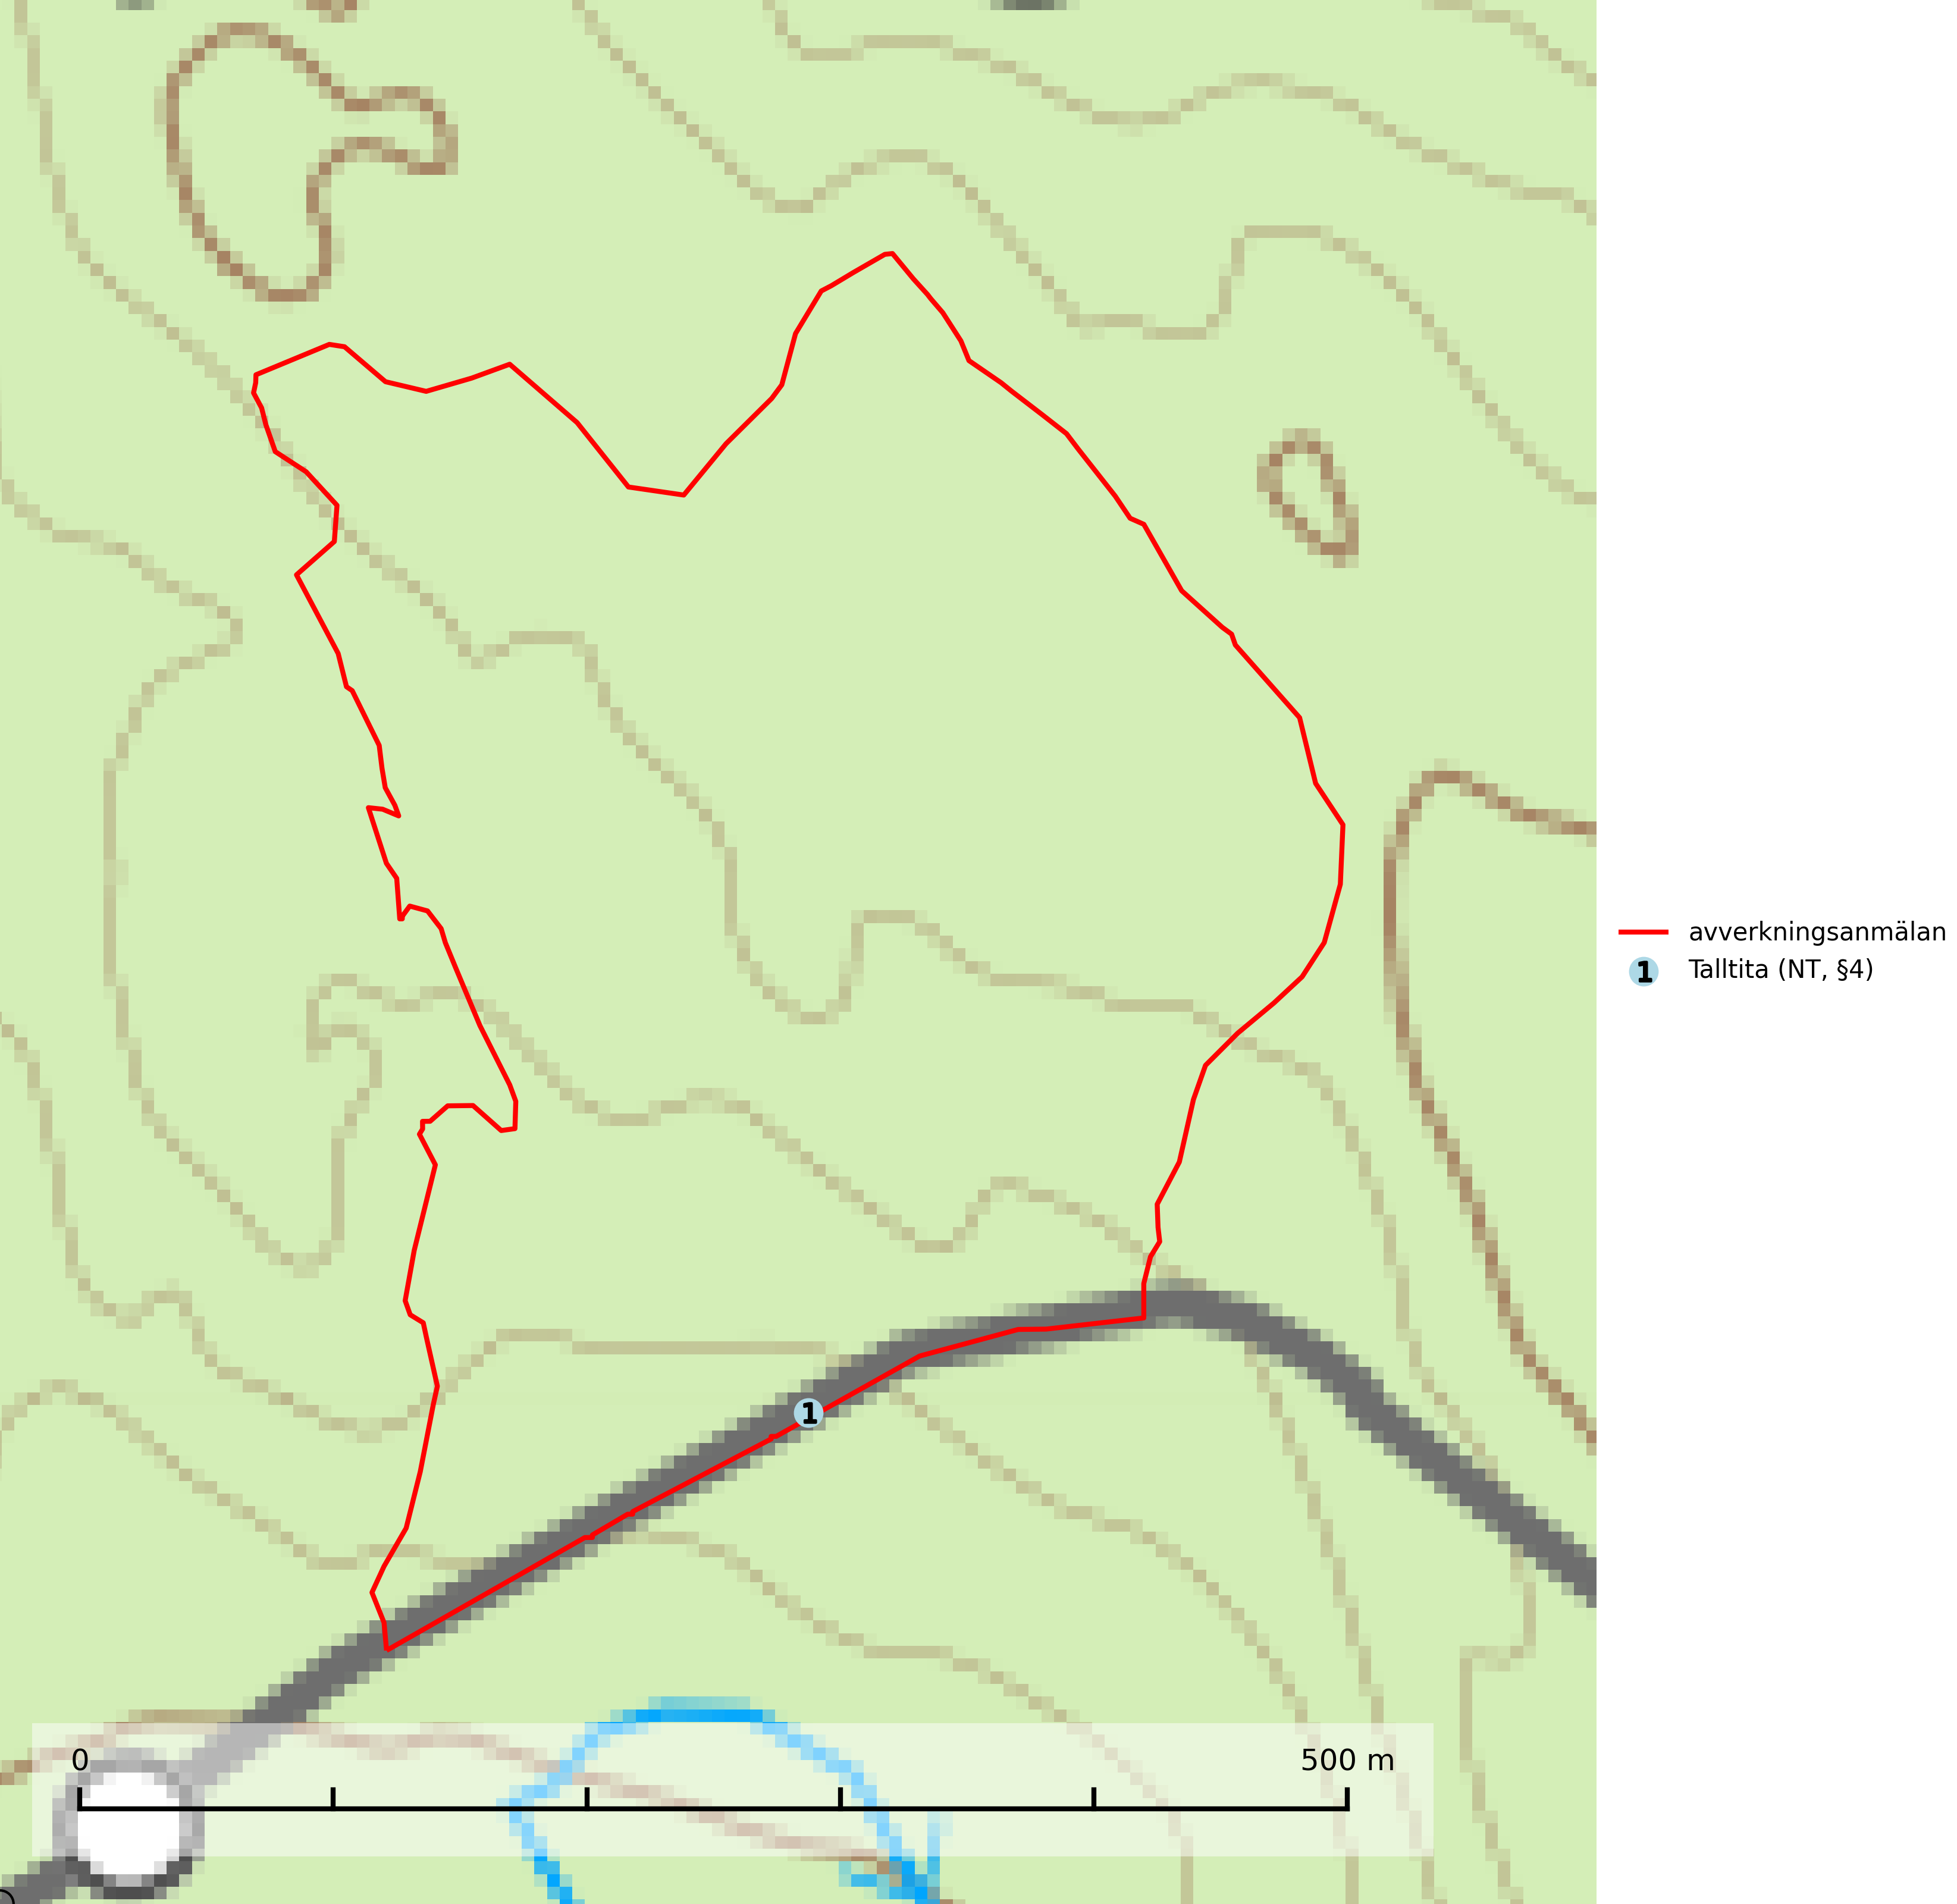 avverkningsanmälan
1 Talltita (NT, §4)
1
0 500 m